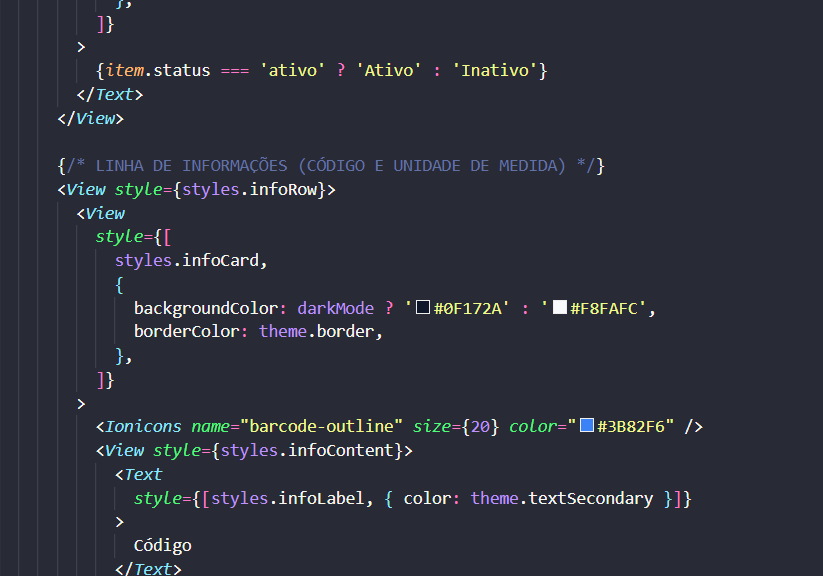 },
]}
>
{item.status === 'ativo' ? 'Ativo' : 'Inativo'}
</Text>
</View>
{/* LINHA DE INFORMAÇÕES (CÓDIGO E UNIDADE DE MEDIDA) */}
<View style={styles.infoRow}>
<View
style={[
styles.infoCard,
{
backgroundColor: darkMode ? '#0F172A' : '#F8FAFC',
borderColor: theme.border,
},
]}
>
<Ionicons name="barcode-outline" size={20} color="#3B82F6" />
<View style={styles.infoContent}>
<Text
style={[styles.infoLabel, { color: theme.textSecondary }]}
>
Código
</Text>